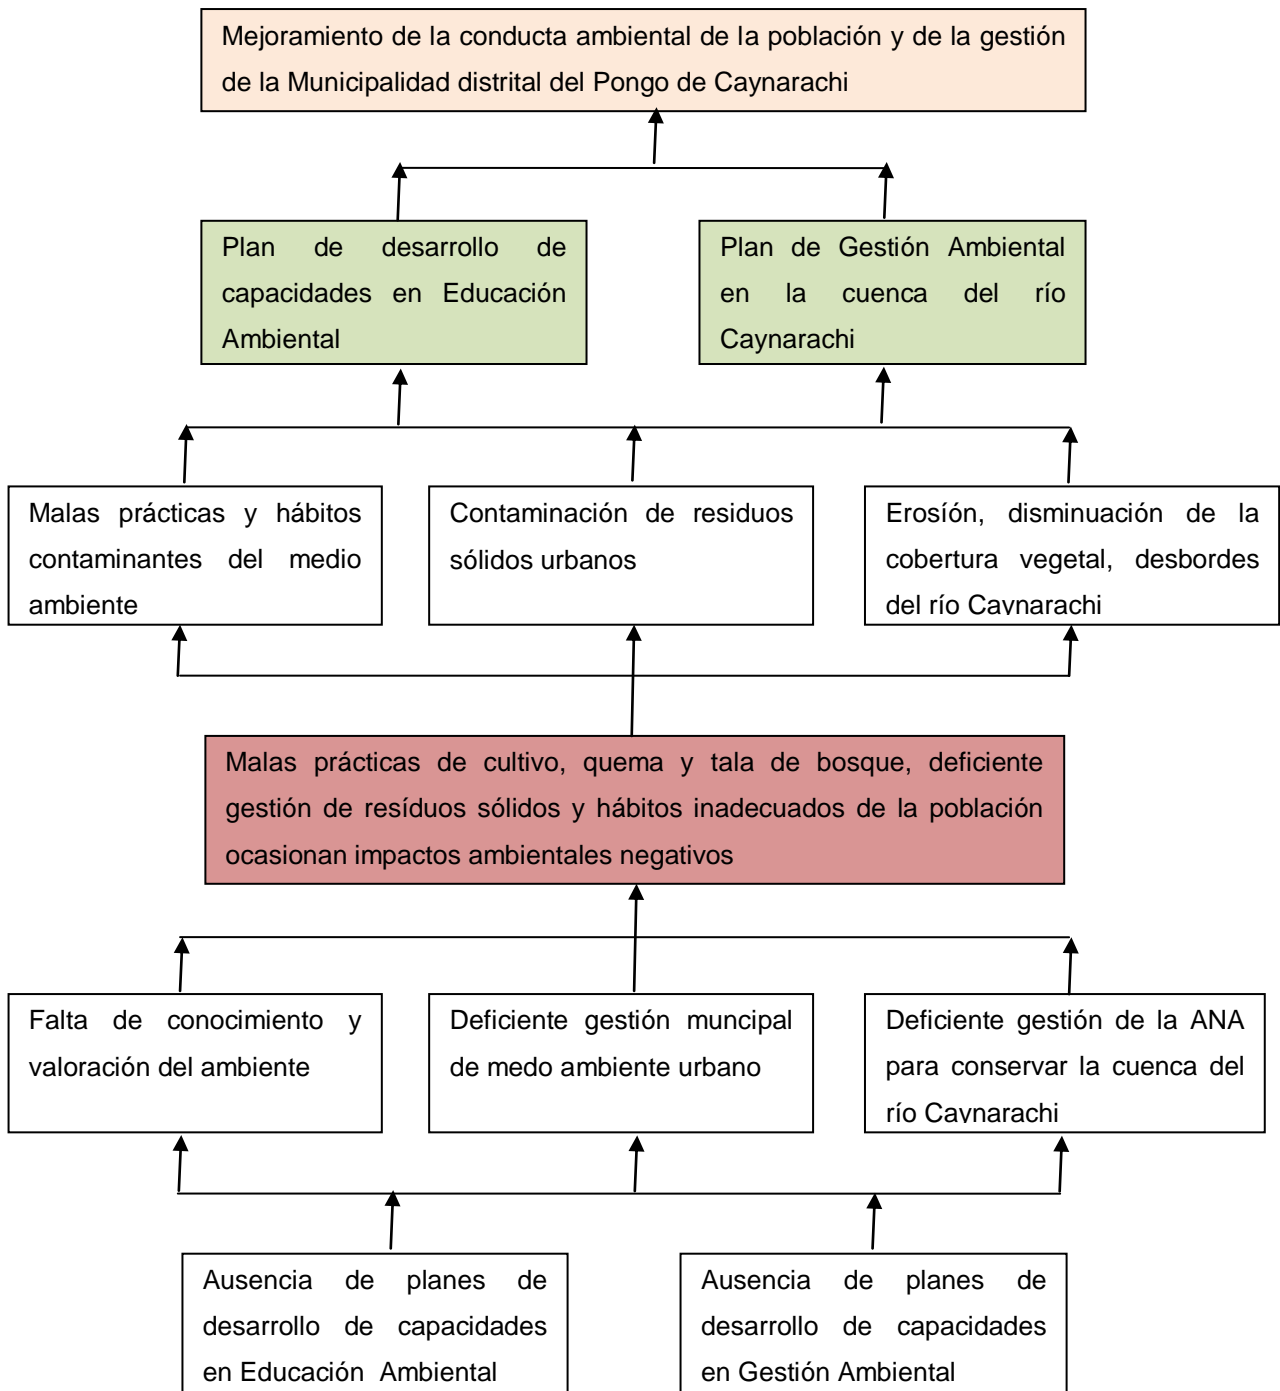 Mejoramiento de la conducta ambiental de la población y de la gestión
de la Municipalidad distrital del Pongo de Caynarachi
Plan de desarrollo de
capacidades en Educación
Ambiental
Plan de Gestión Ambiental
en la cuenca del río
Caynarachi
Malas prácticas y hábitos
contaminantes del medio
ambiente
Contaminación de residuos
sólidos urbanos
Erosíón, disminuación de la
cobertura vegetal, desbordes
del río Caynarachi
Malas prácticas de cultivo, quema y tala de bosque, deficiente
gestión de resíduos sólidos y hábitos inadecuados de la población
ocasionan impactos ambientales negativos
Falta de conocimiento y
valoración del ambiente
Deficiente gestión muncipal
de medo ambiente urbano
Deficiente gestión de la ANA
para conservar la cuenca del
río Caynarachi
Ausencia de planes de
desarrollo de capacidades
en Educación Ambiental
Ausencia de planes de
desarrollo de capacidades
en Gestión Ambiental